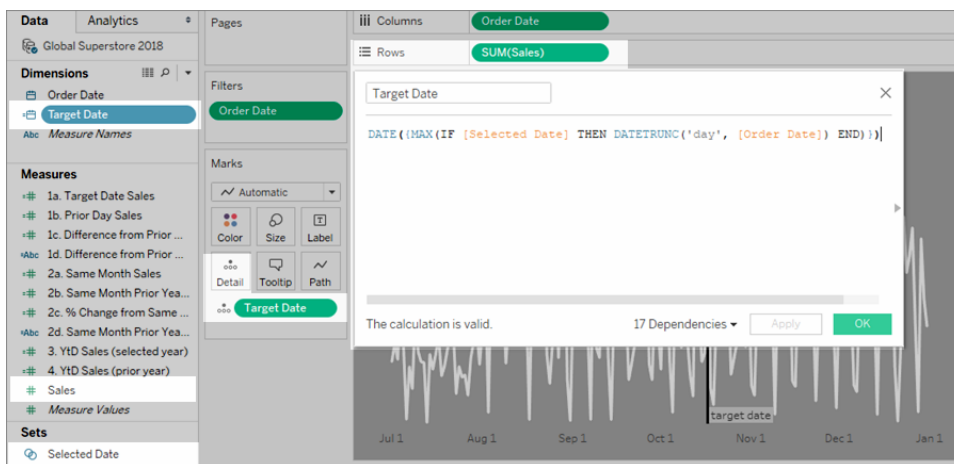 Data
Analytics
Global Superstore 2018
Dimensions
Order Date
Target Date
Abc Measure Names
Measures
1a. Target Date Sales
1b. Prior Day Sales
1c. Difference from Prior ...
Abc 1d. Difference from Prior ...
2a. Same Month Sales
2b. Same Month Prior Yea...
2c. % Change from Same ...
Abc 2d. Same Month Prior Yea...
3. YtD Sales (selected year)
4. YtD Sales (prior year)
Sales
Measure Values
Sets
Selected Date
Pages
Filters
Order Date
Marks
Automatic
Color Size Label
Detail Tooltip Path
Target Date
Columns Order Date
Rows SUM(Sales)
Target Date
DATE({MAX(IF [Selected Date] THEN DATETRUNC('day', [Order Date]) END)})
The calculation is valid. 17 Dependencies Apply OK
target date
Jul 1 Aug 1 Sep 1 Oct 1 Nov 1 Dec 1 Jan 1